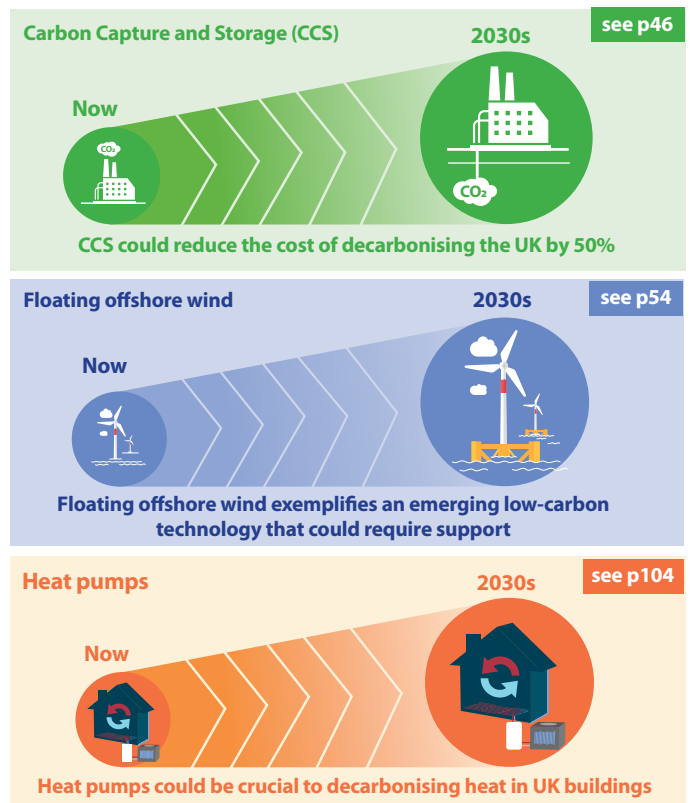 Carbon Capture and Storage (CCS)
see p46
2030s
Now
CO₂
CO₂
CCS could reduce the cost of decarbonising the UK by 50%
Floating offshore wind
see p54
2030s
Now
Floating offshore wind exemplifies an emerging low-carbon
technology that could require support
Heat pumps
see p104
2030s
Now
Heat pumps could be crucial to decarbonising heat in UK buildings